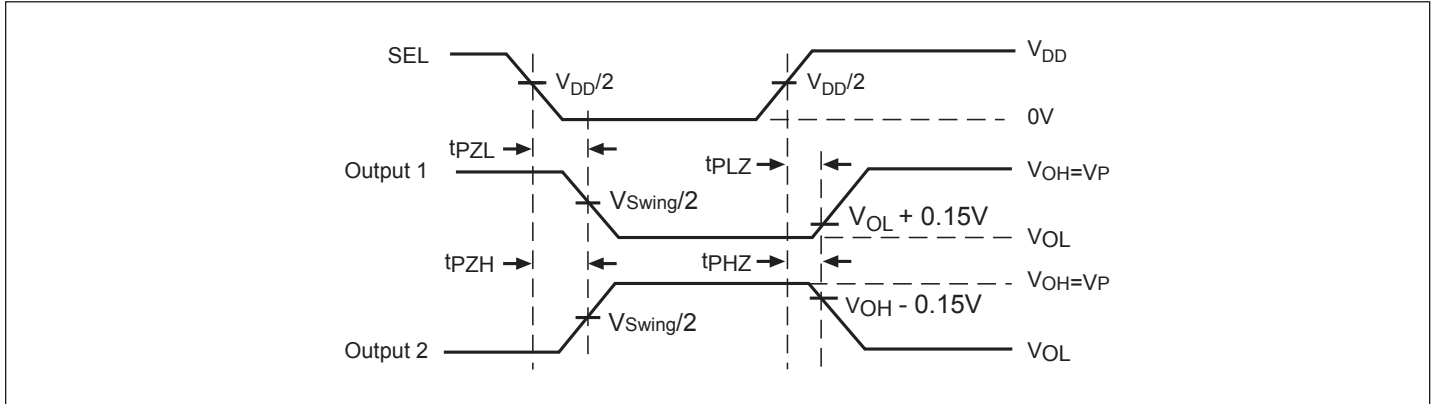 SEL
VDD
VDD/2
VDD/2
0V
tPZL
tPLZ
Output 1
VOH=VP
VSwing/2
VOL + 0.15V
VOL
tPZH
tPHZ
VOH=VP
VOH - 0.15V
VSwing/2
Output 2
VOL